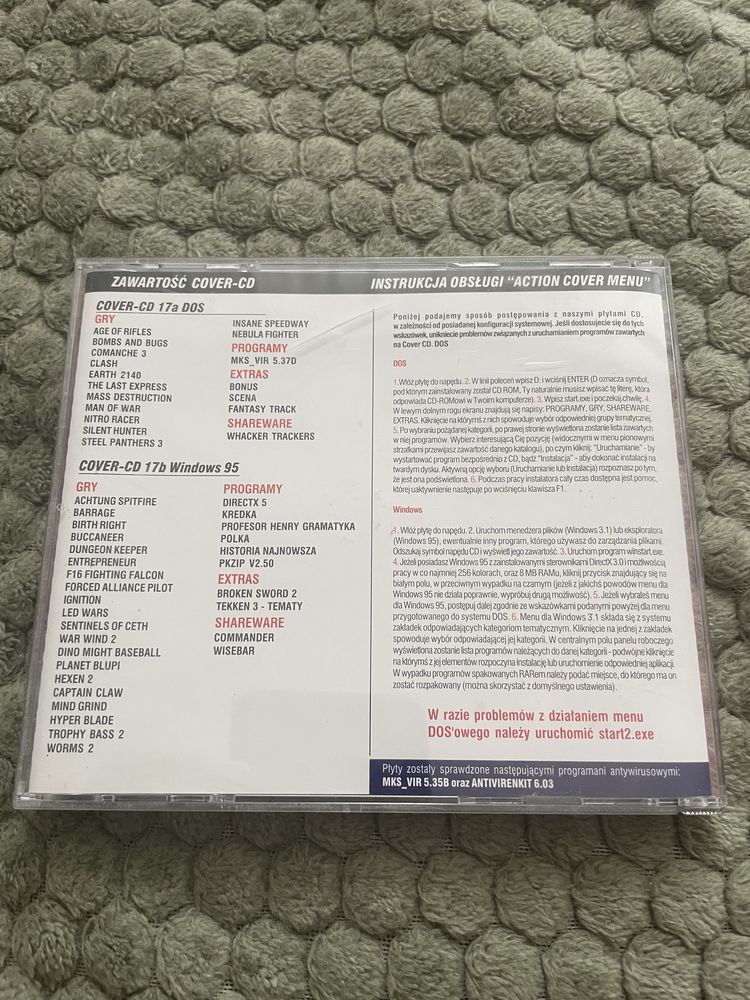 ZAWARTOŚĆ COVER-CD
COVER-CD 17a DOS
GRY
AGE OF RIFLES
BOMBS AND BUGS
COMANCHE 3
CLASH
EARTH 2140
THE LAST EXPRESS
MASS DESTRUCTION
MAN OF WAR
NITRO RACER
SILENT HUNTER
STEEL PANTHERS 3
INSANE SPEEDWAY
NEBULA FIGHTER
PROGRAMY
MKS_VIR 5.37D
EXTRAS
BONUS
SCENA
FANTASY TRACK
SHAREWARE
WHACKER TRACKERS
COVER-CD 17b Windows 95
GRY
ACHTUNG SPITFIRE
BARRAGE
BIRTH RIGHT
BUCCANEER
DUNGEON KEEPER
ENTREPRENEUR
F16 FIGHTING FALCON
FORCED ALLIANCE PILOT
IGNITION
LED WARS
SENTINELS OF CETH
WAR WIND 2
DINO MIGHT BASEBALL
PLANET BLUPI
HEXEN 2
CAPTAIN CLAW
MIND GRIND
HYPER BLADE
TROPHY BASS 2
WORMS 2
PROGRAMY
DIRECTX 5
KREDKA
PROFESOR HENRY GRAMATYKA
POLKA
HISTORIA NAJNOWSZA
PKZIP V2.50
EXTRAS
BROKEN SWORD 2
TEKKEN 3 - TEMATY
SHAREWARE
COMMANDER
WISEBAR
INSTRUKCJA OBSŁUGI “ACTION COVER MENU”
Poniżej podajemy sposób postępowania z naszymi płytami CD,
w zależności od posiadanej konfiguracji systemowej. Jeśli dostosujecie się do tych
wskazówek, unikniecie problemów związanych z uruchamianiem programów zawartych
na Cover CD. DOS
DOS
1.Włóż płytę do napędu. 2. W linii poleceń wpisz D: i wciśnij ENTER (D oznacza symbol,
pod którym zainstalowany został CD ROM. Ty naturalnie musisz wpisać tę literę, która
odpowiada CD-ROMowi w Twoim komputerze). 3. Wpisz start.exe i poczekaj chwilę. 4.
W lewym dolnym rogu ekranu znajdują się napisy: PROGRAMY, GRY, SHAREWARE,
EXTRAS. Kliknięcie na którymś z nich spowoduje wybór odpowiedniej grupy tematycznej.
5. Po wybraniu pożądanej kategorii, po prawej stronie wyświetlona zostanie lista zawartych
w niej programów. Wybierz interesującą Cię pozycję (widocznymi w menu pionowymi
strzałkami przewijasz zawartość danego katalogu), po czym kliknij: "Uruchamianie" - by
wystartować program bezpośrednio z CD, bądź "Instalacja" - aby dokonać instalacji na
twardym dysku. Aktywną opcję wyboru (Uruchamianie lub Instalacja) rozpoznasz po tym,
że jest ona podświetlona. 6. Podczas pracy instalatora cały czas dostępna jest pomoc,
której uaktywnienie następuje po wciśnięciu klawisza F1.
Windows
1. Włóż płytę do napędu. 2. Uruchom menedżera plików (Windows 3.1) lub eksploratora
(Windows 95), ewentualnie inny program, którego używasz do zarządzania plikami.
Odszukaj symbol napędu CD i wyświetl jego zawartość. 3. Uruchom program winstart.exe.
4. Jeżeli posiadasz Windows 95 z zainstalowanymi sterownikami DirectX 3.0 i możliwością
pracy w co najmniej 256 kolorach, oraz 8 MB RAMu, kliknij przycisk znajdujący się na
białym polu, w przeciwnym wypadku na czarnym (jeżeli z jakichś powodów menu dla
Windows 95 nie działa poprawnie, wypróbuj drugą możliwość). 5. Jeżeli wybrałeś menu
dla Windows 95, postępuj dalej zgodnie ze wskazówkami podanymi powyżej dla menu
przygotowanego do systemu DOS. 6. Menu dla Windows 3.1 składa się z systemu
zakładek odpowiadających kategoriom tematycznym. Kliknięcie na jednej z zakładek
spowoduje wybór odpowiadającej jej kategorii. W centralnym polu panelu roboczego
wyświetlona zostanie lista programów należących do danej kategorii - podwójne kliknięcie
na którymś z jej elementów rozpoczyna instalację lub uruchomienie odpowiedniej aplikacji.
W wypadku programów spakowanych RARem należy podać miejsce, do którego ma on
zostać rozpakowany (można skorzystać z domyślnego ustawienia).
W razie problemów z działaniem menu
DOS'owego należy uruchomić start2.exe
Płyty zostały sprawdzone następującymi programami antywirusowymi:
MKS_VIR 5.35B oraz ANTIVIRENKIT 6.03